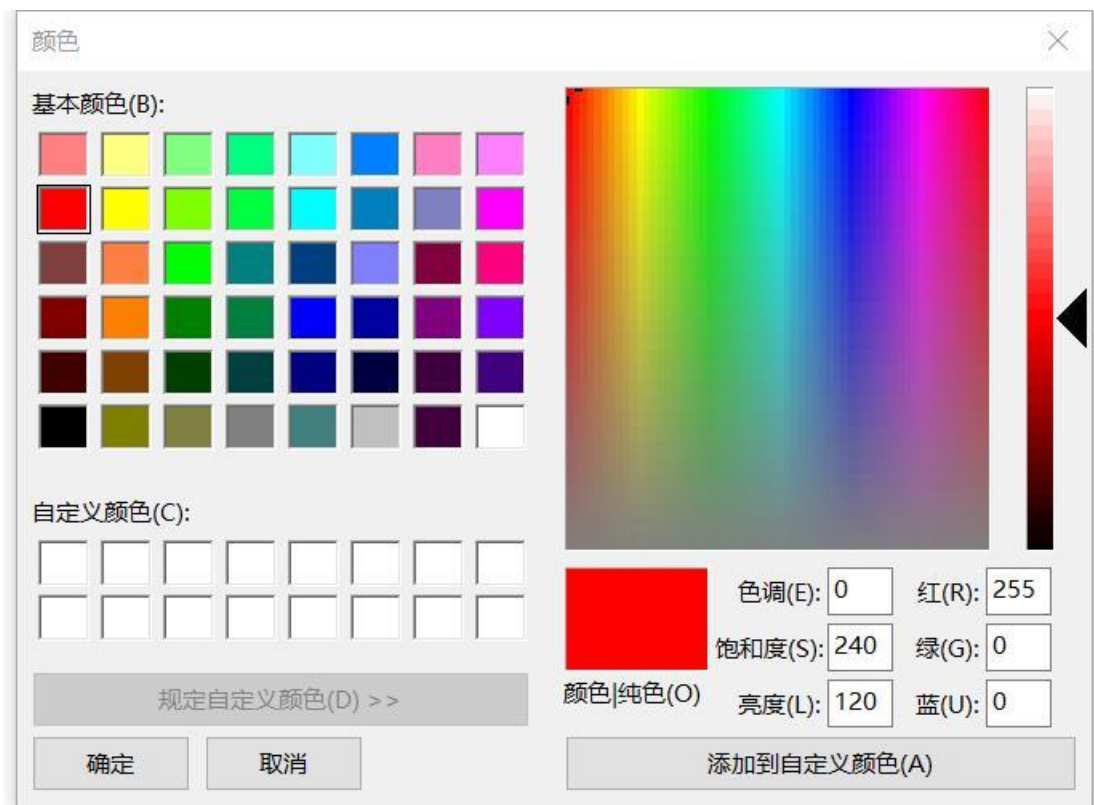 颜色
基本颜色(B):
自定义颜色(C):
规定自定义颜色(D) >>
确定
取消
颜色|纯色(O)
色调(E): 0
红(R): 255
饱和度(S): 240
绿(G): 0
亮度(L): 120
蓝(U): 0
添加到自定义颜色(A)